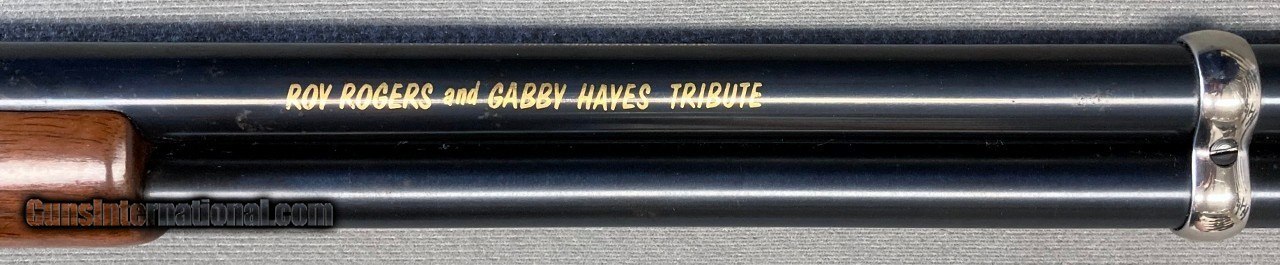 ROY ROGERS and GABBY HAYES TRIBUTE
GunsInternational.com